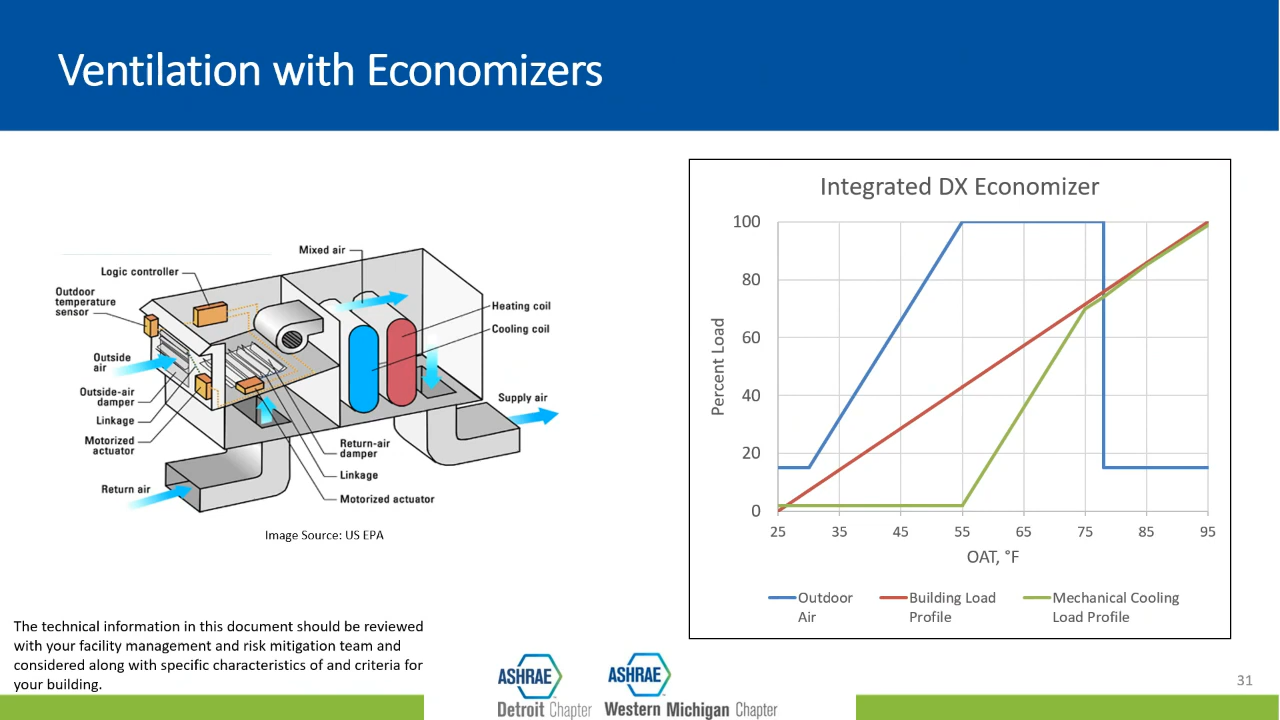 Ventilation with Economizers
Mixed air
Logic controller
Outdoor
temperature
sensor
Heating coil
Cooling coil
Outside
air
Outside-air
damper
Linkage
Motorized
actuator
Supply air
Return-air
damper
Linkage
Return air
Motorized actuator
Image Source: US EPA
Integrated DX Economizer
Percent Load
100
80
60
40
20
0
25 35 45 55 65 75 85 95
OAT, °F
Outdoor
Air
Building Load
Profile
Mechanical Cooling
Load Profile
The technical information in this document should be reviewed
with your facility management and risk mitigation team and
considered along with specific characteristics of and criteria for
your building.
ASHRAE
Detroit Chapter
ASHRAE
Western Michigan Chapter
31